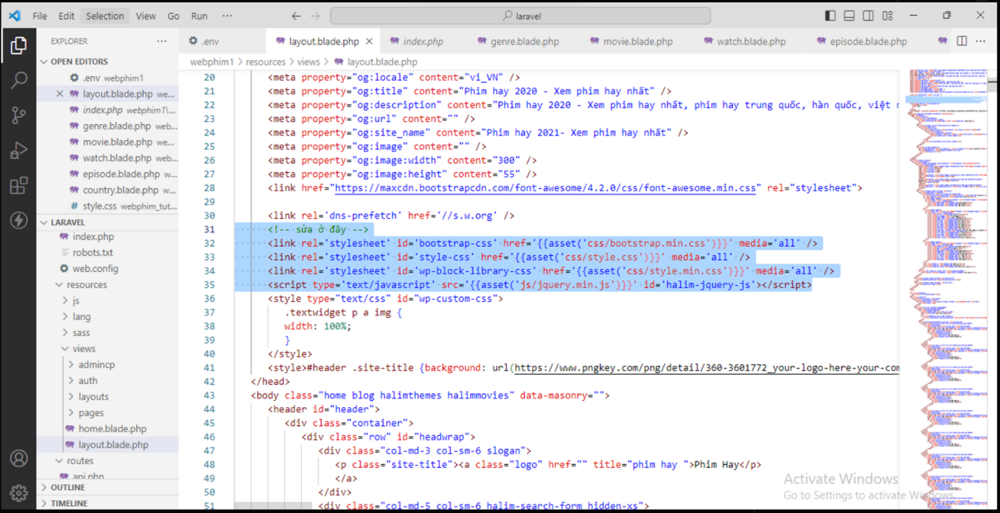 File Edit Selection View Go Run ··· laravel
EXPLORER ···
OPEN EDITORS
.env webphim1
layout.blade.php we...
index.php webphim1\...
genre.blade.php web...
movie.blade.php we...
watch.blade.php web...
episode.blade.php w...
country.blade.php w...
style.css webphim_tut...
LARAVEL
index.php
robots.txt
web.config
resources
js
lang
sass
views
admincp
auth
layouts
pages
home.blade.php
layout.blade.php
routes
api.php
OUTLINE
TIMELINE
.env layout.blade.php index.php genre.blade.php movie.blade.php watch.blade.php episode.blade.php ···
webphim1 > resources > views > layout.blade.php
20 <meta property="og:locale" content="vi_VN" />
21 <meta property="og:title" content="Phim hay 2020 - Xem phim hay nhất" />
22 <meta property="og:description" content="Phim hay 2020 - Xem phim hay nhất, phim hay trung quốc, hàn quốc, việt
23 <meta property="og:url" content="" />
24 <meta property="og:site_name" content="Phim hay 2021- Xem phim hay nhất" />
25 <meta property="og:image" content="" />
26 <meta property="og:image:width" content="300" />
27 <meta property="og:image:height" content="55" />
28 <link href="https://maxcdn.bootstrapcdn.com/font-awesome/4.2.0/css/font-awesome.min.css" rel="stylesheet">
29
30 <link rel='dns-prefetch' href='//s.w.org' />
31 <!-- sửa ở đây -->
32 <link rel='stylesheet' id='bootstrap-css' href='{{asset('css/bootstrap.min.css')}}' media='all' />
33 <link rel='stylesheet' id='style-css' href='{{asset('css/style.css')}}' media='all' />
34 <link rel='stylesheet' id='wp-block-library-css' href='{{asset('css/style.min.css')}}' media='all' />
35 <script type='text/javascript' src='{{asset('js/jquery.min.js')}}' id='halim-jquery-js'></script>
36 <style type="text/css" id="wp-custom-css">
37 .textwidget p a img {
38 width: 100%;
39 }
40 </style>
41 <style>#header .site-title {background: url(https://www.pngkey.com/png/detail/360-3601772_your-logo-here-your-com
42 </head>
43 <body class="home blog halimthemes halimmovies" data-masonry="">
44 <header id="header">
45 <div class="container">
46 <div class="row" id="headwrap">
47 <div class="col-md-3 col-sm-6 slogan">
48 <p class="site-title"><a class="logo" href="" title="phim hay ">Phim Hay</p>
49 </a>
50 </div>
51 <div class="col-md-5 col-sm-6 halim-search-form hidden-xs">
Activate Windows
Go to Settings to activate Windows.